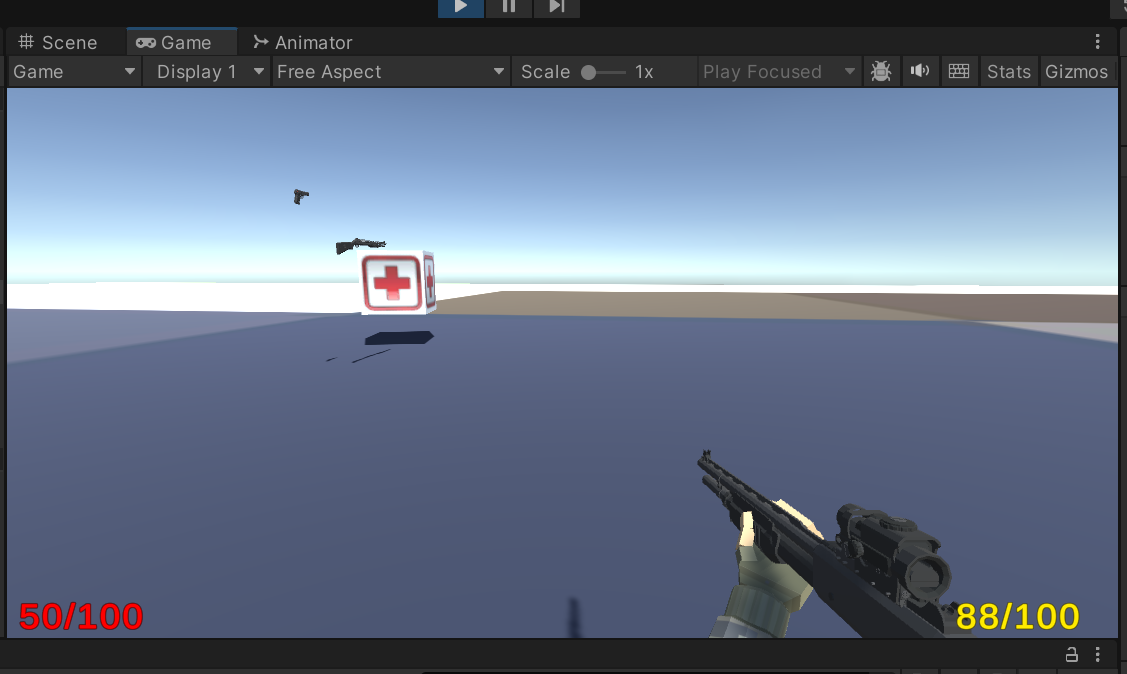 Scene Game Animator
Game Display 1 Free Aspect Scale 1x Play Focused Stats Gizmos
50/100 88/100